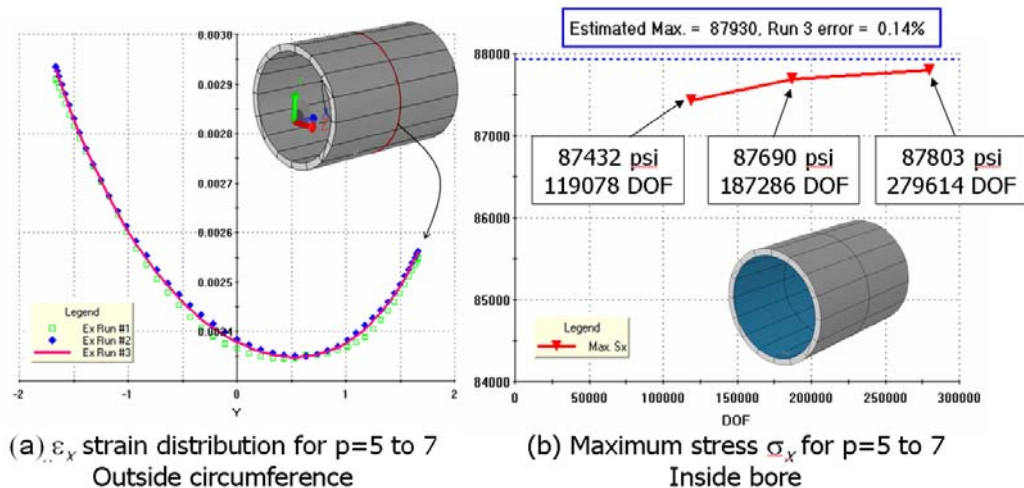 0.0030
0.0029
0.0028
0.0027
0.0026
0.0025
0.0024
-2
-1
0
1
2
Y
Legend
Ex Run #1
Ex Run #2
Ex Run #3
(a) εx strain distribution for p=5 to 7
Outside circumference
Estimated Max. = 87930, Run 3 error = 0.14%
88000
87000
86000
85000
84000
87432 psi
119078 DOF
87690 psi
187286 DOF
87803 psi
279614 DOF
Legend
Max. Sx
0
50000
100000
150000
200000
250000
300000
DOF
(b) Maximum stress σx for p=5 to 7
Inside bore